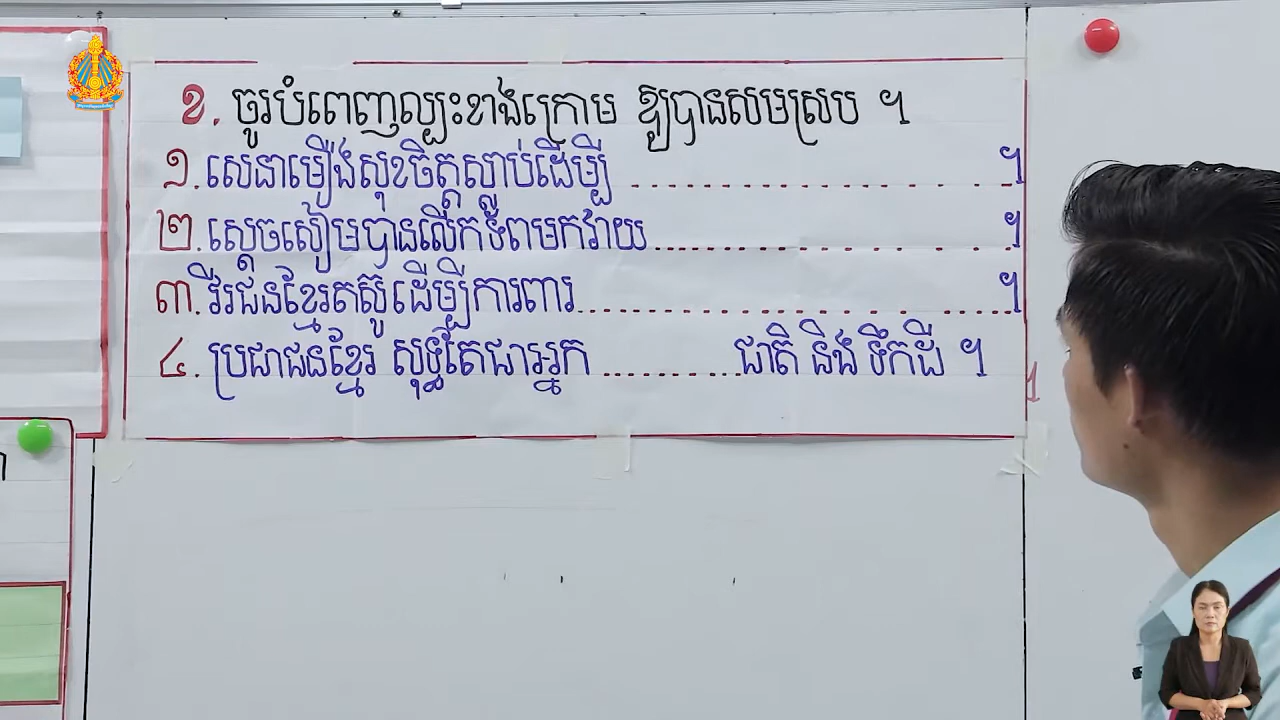 ខ. ចូរបំពេញល្បះខាងក្រោម ឱ្យបានសមស្រប ។
១. សេនាមឿងសុខចិត្តស្លាប់ដើម្បី ........................ ។
២. ស្តេចសៀមបានលើកទ័ពមកវាយ ........................ ។
៣. វីរជនខ្មែរតស៊ូដើម្បីការពារ ........................ ។
៤. ប្រជាជនខ្មែរ សុទ្ធតែជាអ្នក .......... ជាតិ និង ទឹកដី ។